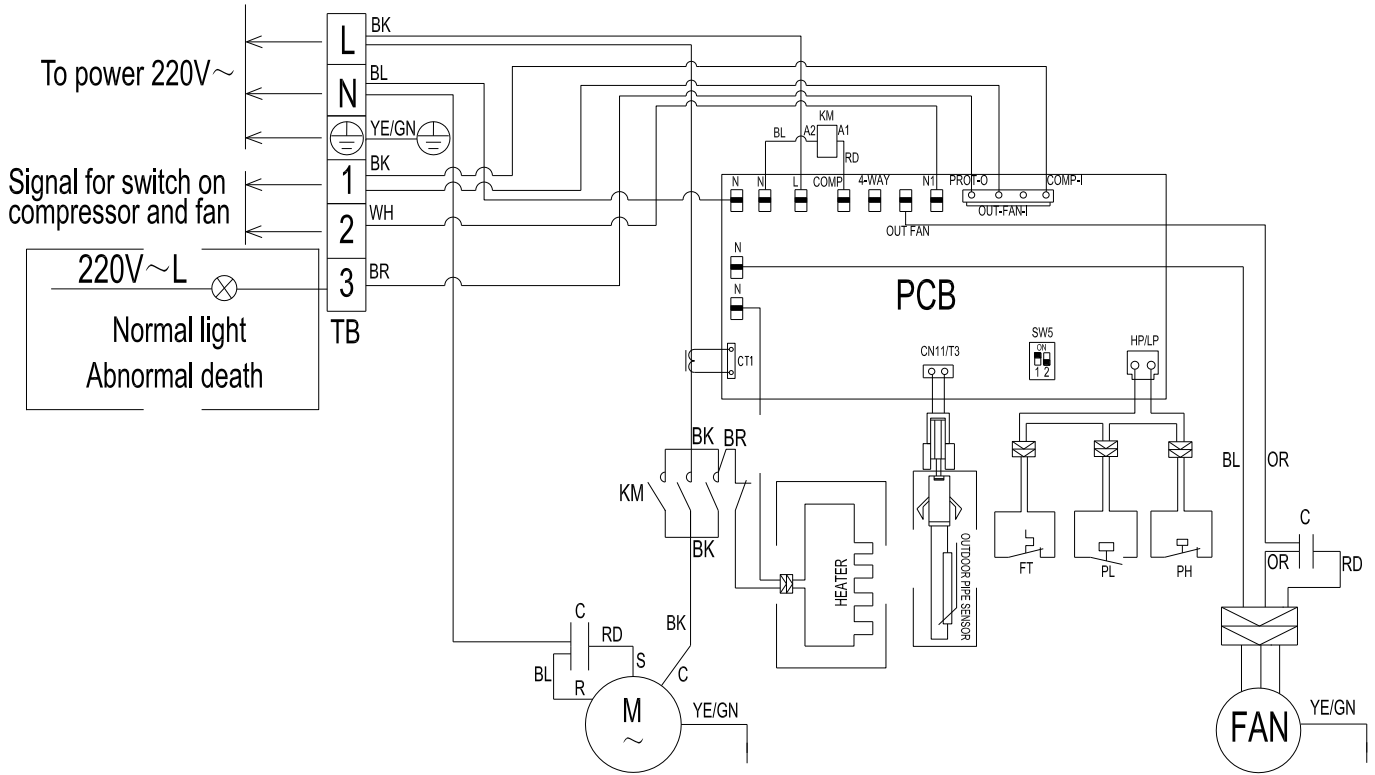 To power 220V～
Signal for switch on
compressor and fan
220V～L
Normal light
Abnormal death
L
N
1
2
3
TB
BK
BL
YE/GN
BK
WH
BR
KM
A2
A1
BL
RD
N
N
L
COMP
4-WAY
OUT FAN
N1
PROT-O
COMP-I
OUT-FAN-I
N
N
PCB
CT1
CN11/T3
SW5
ON
1 2
HP/LP
BK
BR
KM
BK
BK
HEATER
OUTDOOR PIPE SENSOR
FT
PL
PH
BL
OR
C
OR
RD
C
RD
BL
R
S
C
M
～
YE/GN
FAN
YE/GN